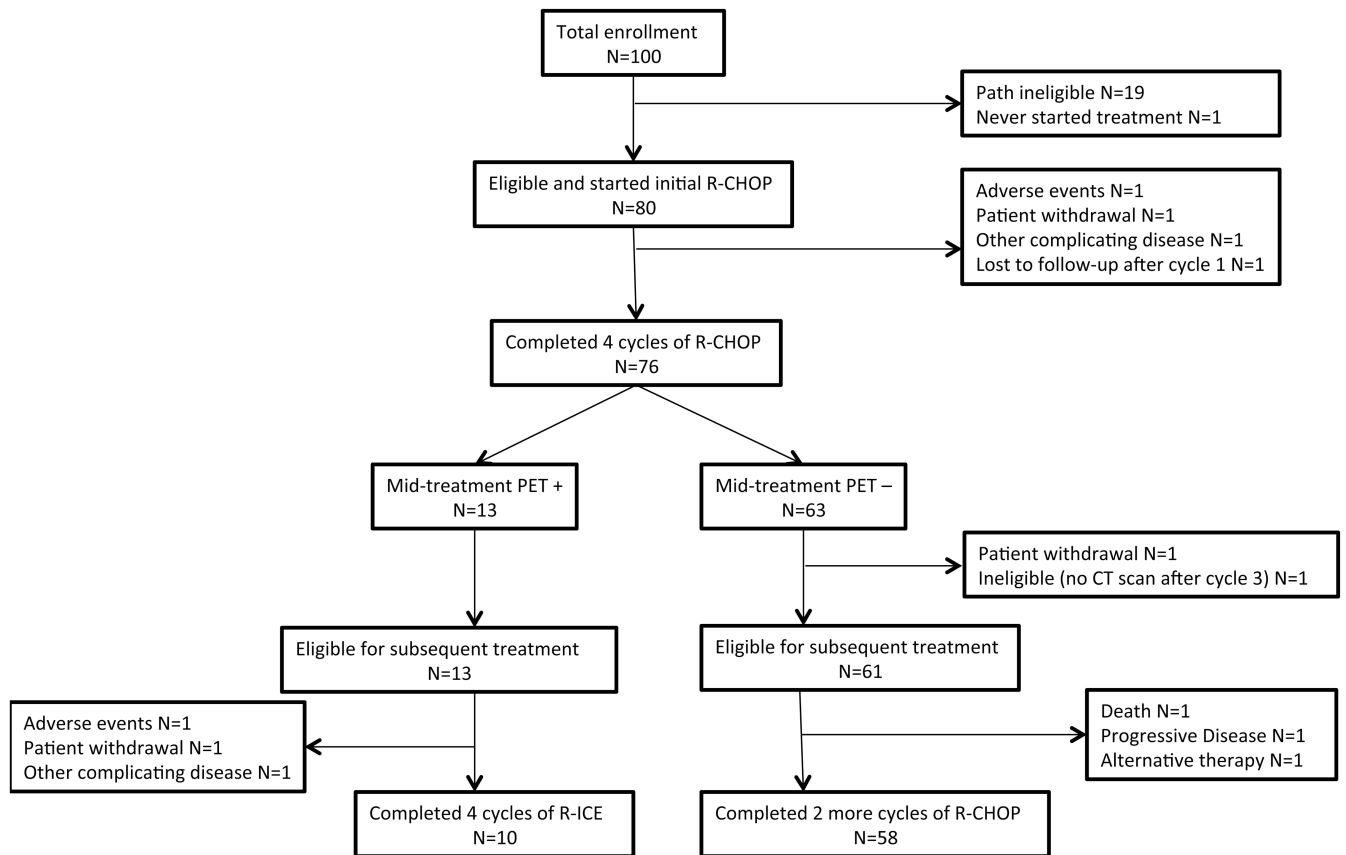 Total enrollment
N=100
Path ineligible N=19
Never started treatment N=1
Eligible and started initial R-CHOP
N=80
Adverse events N=1
Patient withdrawal N=1
Other complicating disease N=1
Lost to follow-up after cycle 1 N=1
Completed 4 cycles of R-CHOP
N=76
Mid-treatment PET +
N=13
Mid-treatment PET –
N=63
Patient withdrawal N=1
Ineligible (no CT scan after cycle 3) N=1
Eligible for subsequent treatment
N=13
Eligible for subsequent treatment
N=61
Adverse events N=1
Patient withdrawal N=1
Other complicating disease N=1
Death N=1
Progressive Disease N=1
Alternative therapy N=1
Completed 4 cycles of R-ICE
N=10
Completed 2 more cycles of R-CHOP
N=58